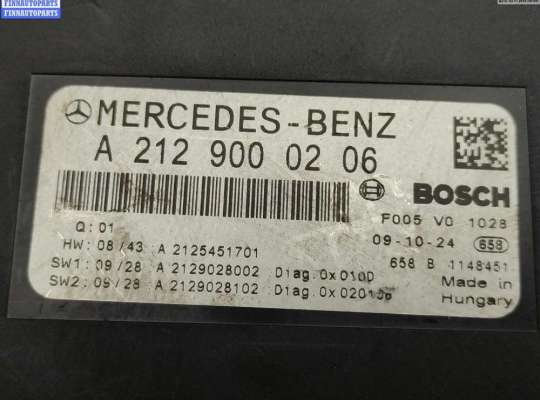 FINNAUTOPARTS
FINNAUTOPARTS
MERCEDES-BENZ
A 212 900 02 06
BOSCH
Q: 01
F005 V0 1028
HW: 08/43 A 2125451701
09-10-24 658
SW1: 09/28 A 2129028002 Diag.0x010D
658 B 1148451
SW2: 09/28 A 2129028102 Diag.0x02010b
Made in
Hungary